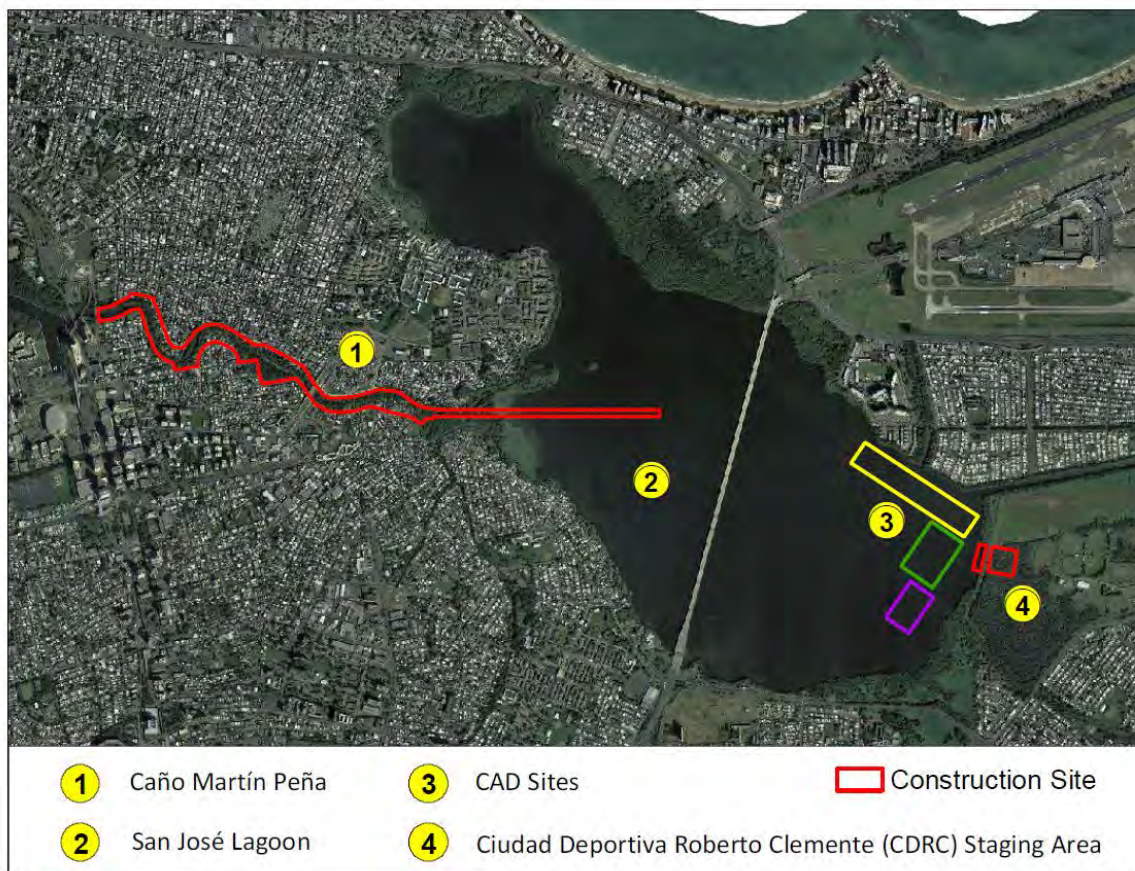 1
2
3
4
1 Caño Martín Peña
3 CAD Sites
Construction Site
2 San José Lagoon
4 Ciudad Deportiva Roberto Clemente (CDRC) Staging Area